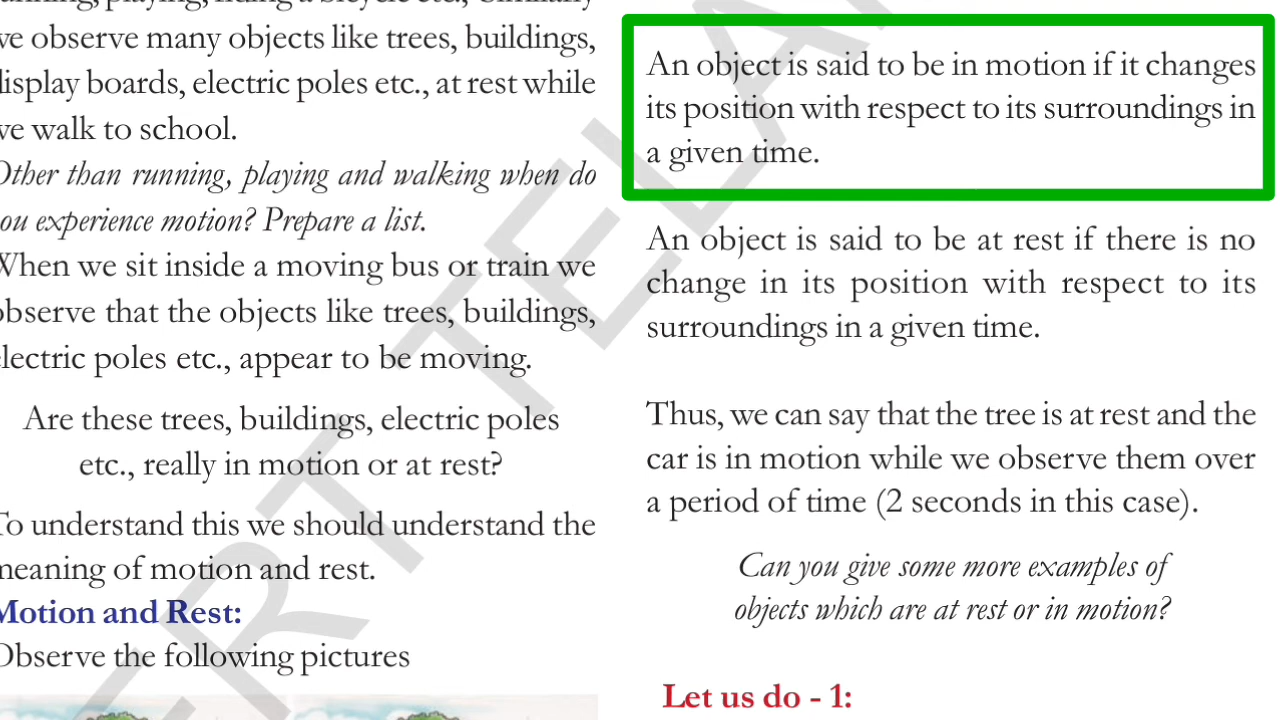 we observe many objects like trees, buildings,
display boards, electric poles etc., at rest while
we walk to school.
Other than running, playing and walking when do
you experience motion? Prepare a list.
When we sit inside a moving bus or train we
observe that the objects like trees, buildings,
electric poles etc., appear to be moving.
Are these trees, buildings, electric poles
etc., really in motion or at rest?
To understand this we should understand the
meaning of motion and rest.
Motion and Rest:
Observe the following pictures
An object is said to be in motion if it changes
its position with respect to its surroundings in
a given time.
An object is said to be at rest if there is no
change in its position with respect to its
surroundings in a given time.
Thus, we can say that the tree is at rest and the
car is in motion while we observe them over
a period of time (2 seconds in this case).
Can you give some more examples of
objects which are at rest or in motion?
Let us do - 1: